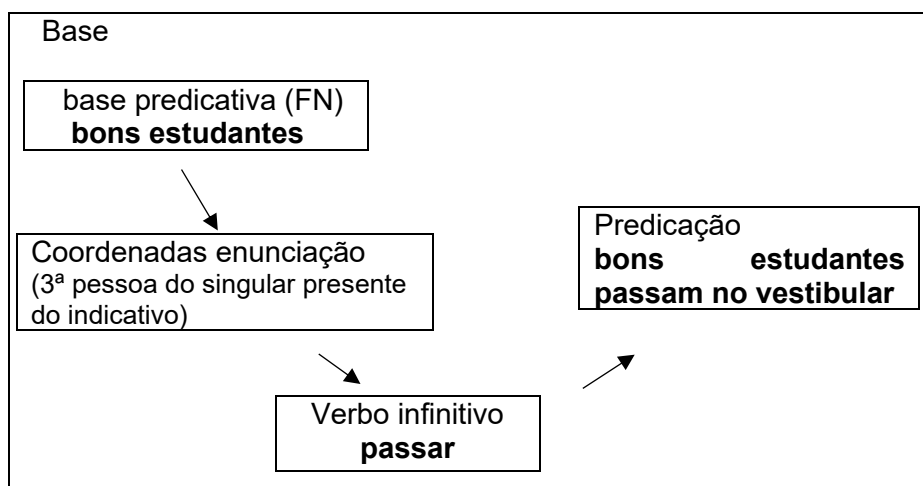 Base
base predicativa (FN)
bons estudantes
Coordenadas enunciação
(3ª pessoa do singular presente
do indicativo)
Predicação
bons estudantes
passam no vestibular
Verbo infinitivo
passar